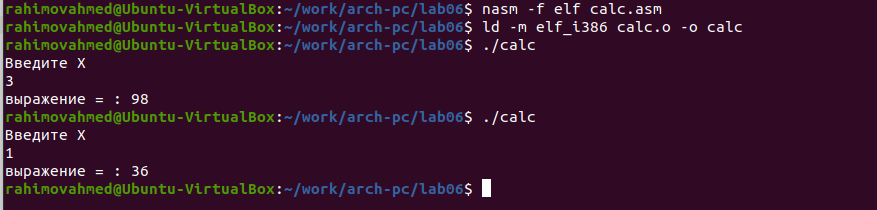 rahimovahmed@Ubuntu-VirtualBox:~/work/arch-pc/lab06$ nasm -f elf calc.asm
rahimovahmed@Ubuntu-VirtualBox:~/work/arch-pc/lab06$ ld -m elf_i386 calc.o -o calc
rahimovahmed@Ubuntu-VirtualBox:~/work/arch-pc/lab06$ ./calc
Введите X
3
выражение = : 98
rahimovahmed@Ubuntu-VirtualBox:~/work/arch-pc/lab06$ ./calc
Введите X
1
выражение = : 36
rahimovahmed@Ubuntu-VirtualBox:~/work/arch-pc/lab06$